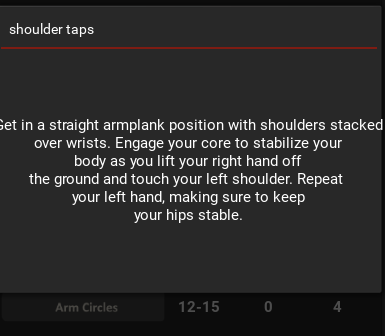 shoulder taps
Get in a straight armplank position with shoulders stacked
over wrists. Engage your core to stabilize your
body as you lift your right hand off
the ground and touch your left shoulder. Repeat
your left hand, making sure to keep
your hips stable.
Arm Circles 12-15 0 4